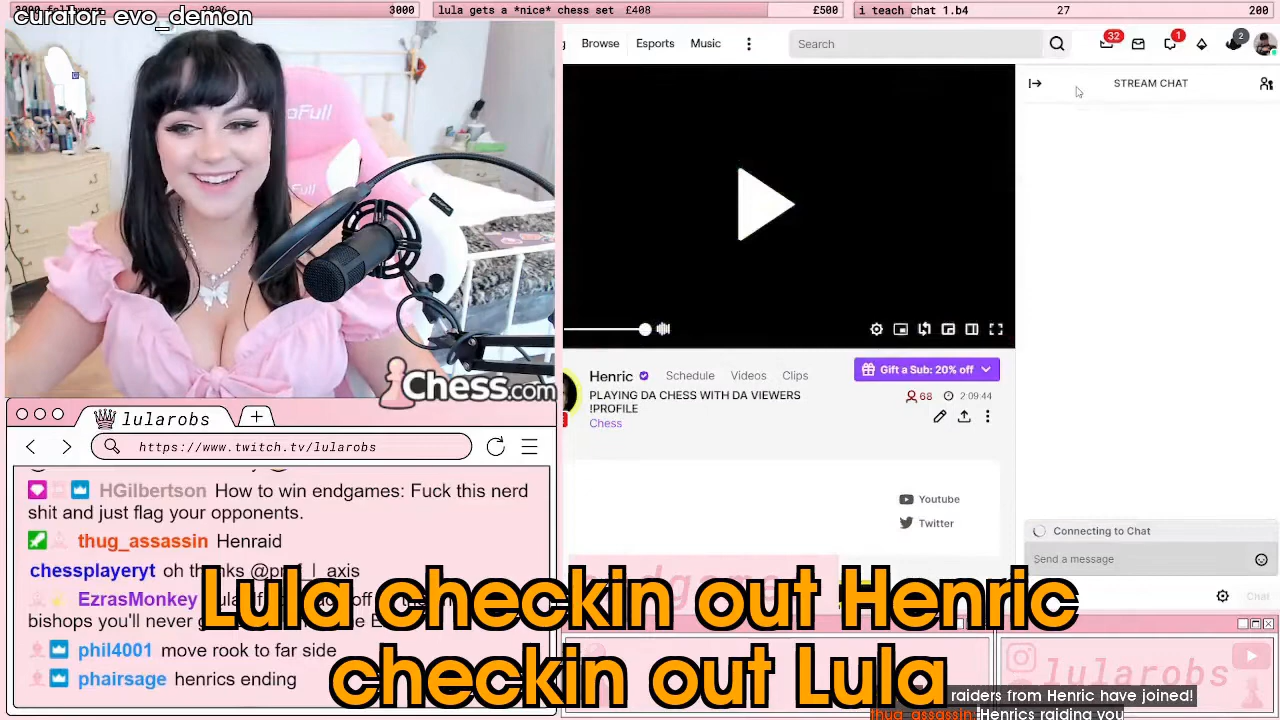 curator: evo_demon
2806
3000
lula gets a *nice* chess set £408
£500
i teach chat 1.b4
27
200
Browse
Esports
Music
Search
32
1
2
STREAM CHAT
Henric
Schedule
Videos
Clips
Gift a Sub: 20% off
PLAYING DA CHESS WITH DA VIEWERS
!PROFILE
68
2:09:44
Chess
Youtube
Twitter
Connecting to Chat
Send a message
Chat
Chess.com
lularobs
https://www.twitch.tv/lularobs
HGilbertson How to win endgames: Fuck this nerd
shit and just flag your opponents.
thug_assassin Henraid
chessplayeryt oh thanks
EzrasMonkey
bishops you'll never
phil4001 move rook to far side
phairsage henrics ending
Lula checkin out Henric
checkin out Lula
lularobs
raiders from Henric have joined!
thug_assassin: Henrics raiding you